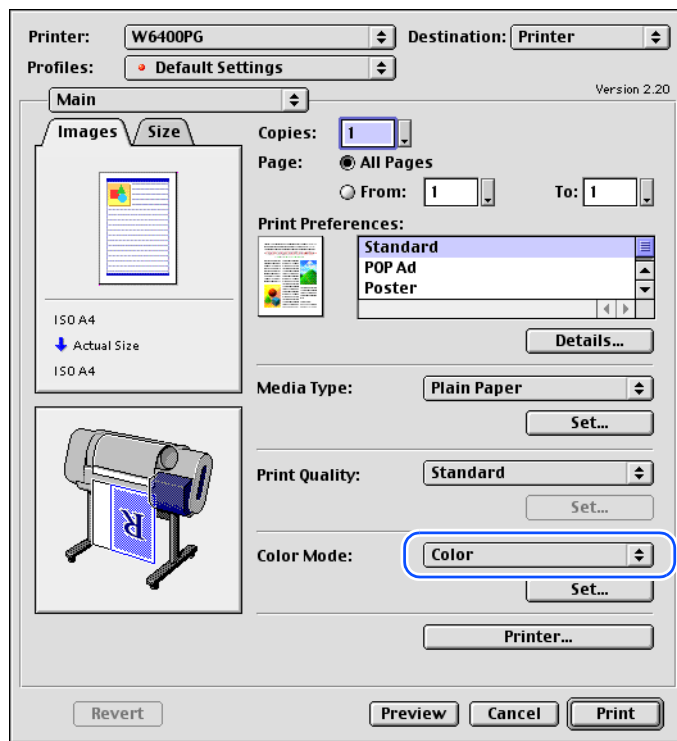 Printer: W6400PG Destination: Printer
Profiles: Default Settings
Version 2.20
Main
Images Size
Copies: 1
Page: All Pages
From: 1 To: 1
Print Preferences:
Standard
POP Ad
Poster
ISO A4
Actual Size
ISO A4
Details...
Media Type: Plain Paper
Set...
Print Quality: Standard
Set...
Color Mode: Color
Set...
Printer...
R
Revert Preview Cancel Print